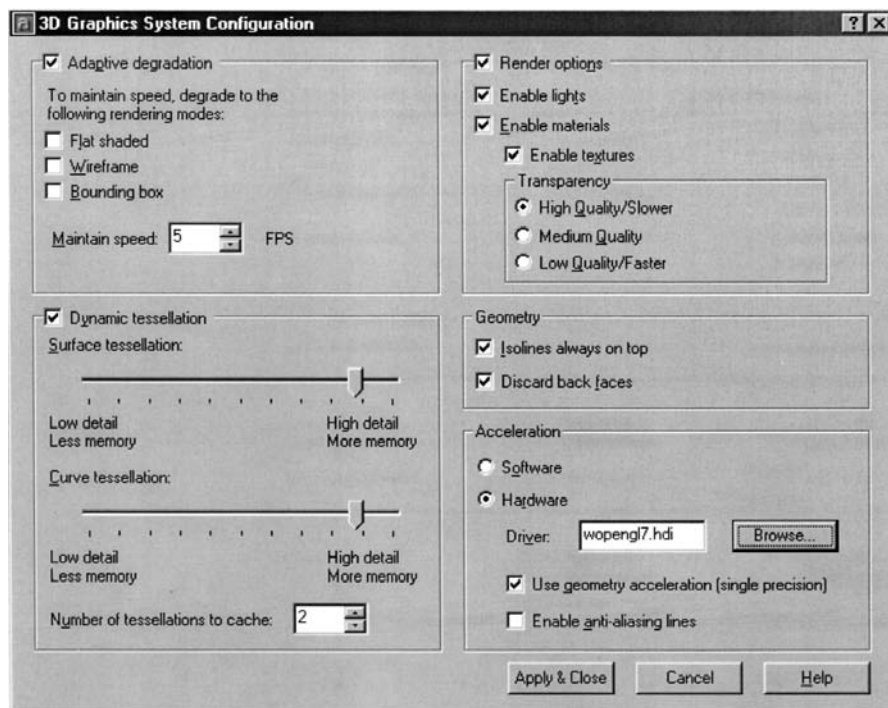 3D Graphics System Configuration
Adaptive degradation
To maintain speed, degrade to the
following rendering modes:
Flat shaded
Wireframe
Bounding box
Maintain speed: 5 FPS
Dynamic tessellation
Surface tessellation:
Low detail High detail
Less memory More memory
Curve tessellation:
Low detail High detail
Less memory More memory
Number of tessellations to cache: 2
Render options
Enable lights
Enable materials
Enable textures
Transparency
High Quality/Slower
Medium Quality
Low Quality/Faster
Geometry
Isolines always on top
Discard back faces
Acceleration
Software
Hardware
Driver: wopengl7.hdi Browse...
Use geometry acceleration (single precision)
Enable anti-aliasing lines
Apply & Close Cancel Help